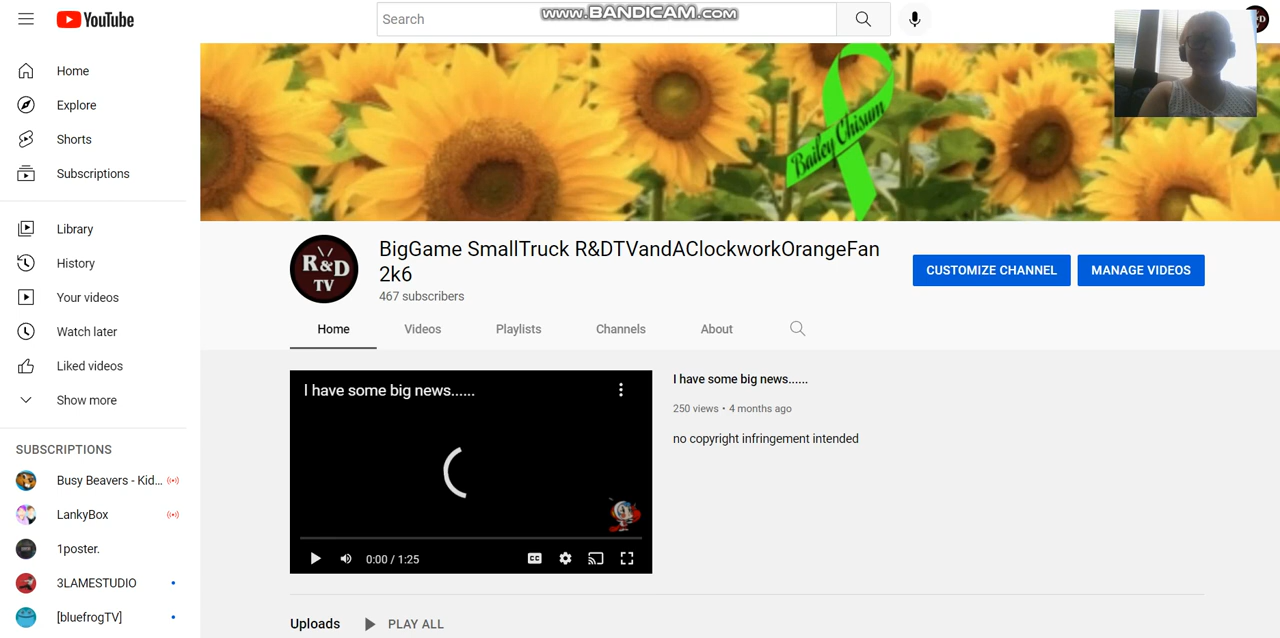 YouTube
Search
www.BANDICAM.com
Home
Explore
Shorts
Subscriptions
Library
History
Your videos
Watch later
Liked videos
Show more
SUBSCRIPTIONS
Busy Beavers - Kid...
LankyBox
1poster.
3LAMESTUDIO
[bluefrogTV]
Bailey Chisum
R&D
TV
BigGame SmallTruck R&DTVandAClockworkOrangeFan
2k6
467 subscribers
CUSTOMIZE CHANNEL
MANAGE VIDEOS
Home
Videos
Playlists
Channels
About
I have some big news......
CC
0:00 / 1:25
I have some big news......
250 views • 4 months ago
no copyright infringement intended
Uploads
PLAY ALL